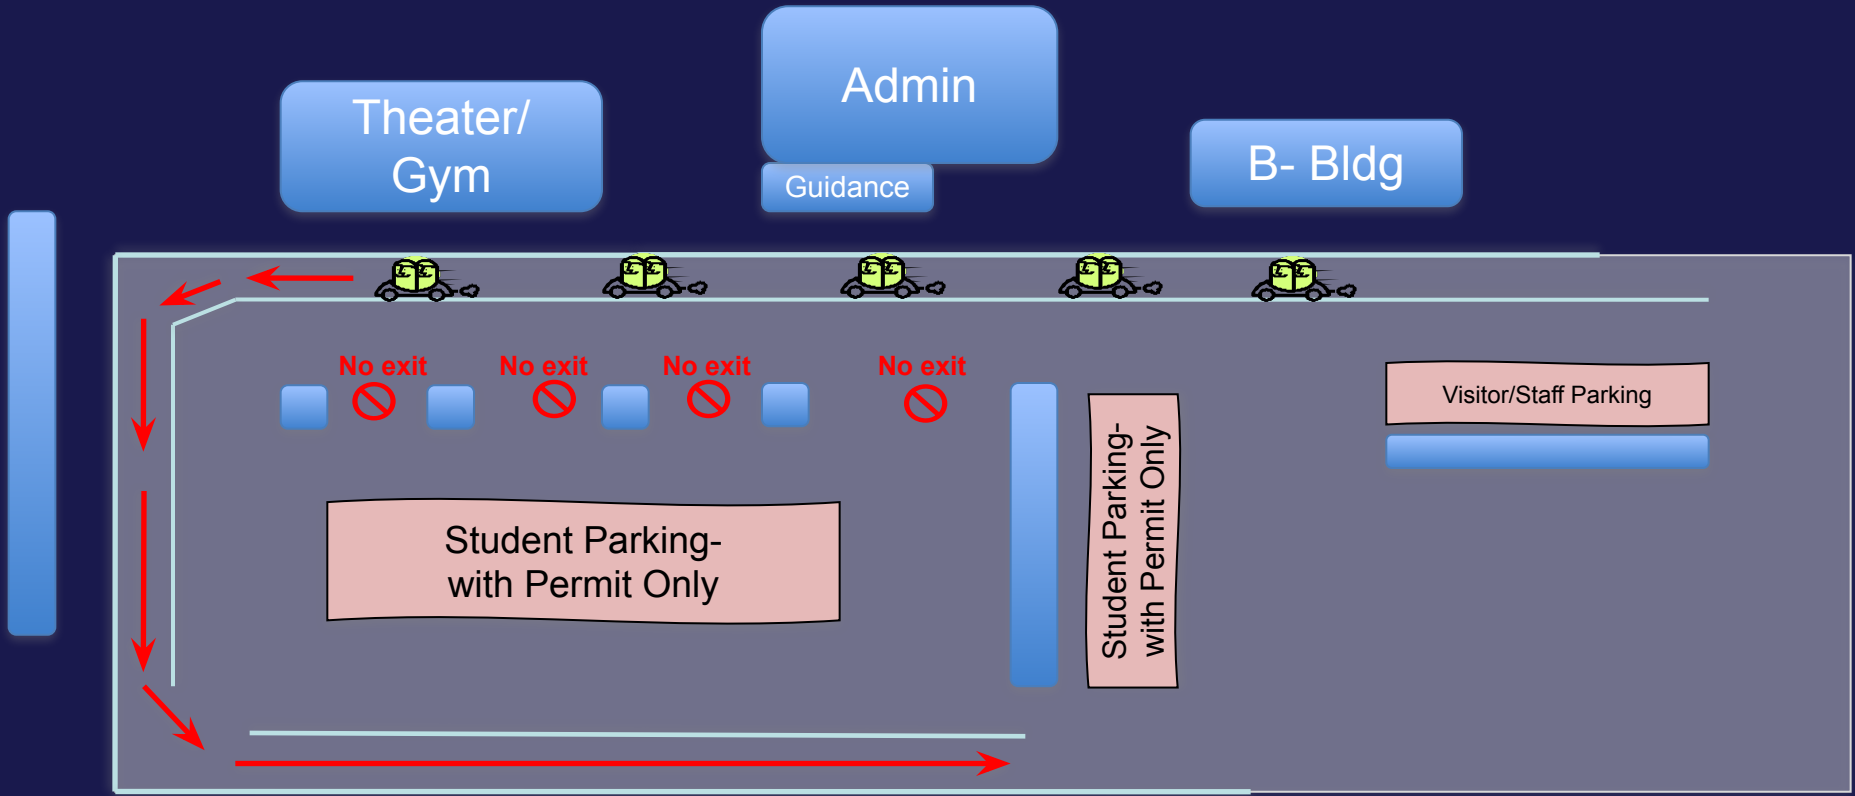 Admin
Theater/
Gym
B- Bldg
Guidance
No exit
No exit
No exit
No exit
Visitor/Staff Parking
Student Parking-
with Permit Only
Student Parking-
with Permit Only